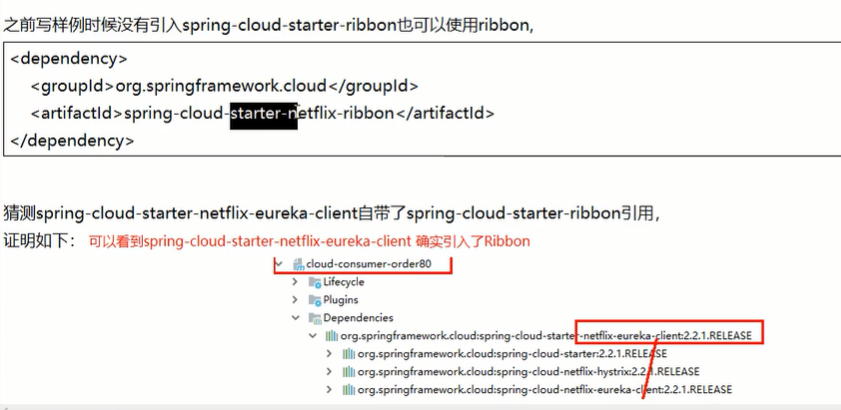 之前写样例时候没有引入spring-cloud-starter-ribbon也可以使用ribbon,
<dependency>
<groupId>org.springframework.cloud</groupId>
<artifactId>spring-cloud-starter-netflix-ribbon</artifactId>
</dependency>
猜测spring-cloud-starter-netflix-eureka-client自带了spring-cloud-starter-ribbon引用,
证明如下： 可以看到spring-cloud-starter-netflix-eureka-client 确实引入了Ribbon
cloud-consumer-order80
Lifecycle
Plugins
Dependencies
org.springframework.cloud:spring-cloud-starter-netflix-eureka-client:2.2.1.RELEASE
org.springframework.cloud:spring-cloud-starter:2.2.1.RELEASE
org.springframework.cloud:spring-cloud-netflix-hystrix:2.2.1.RELEASE
org.springframework.cloud:spring-cloud-netflix-eureka-client:2.2.1.RELEASE